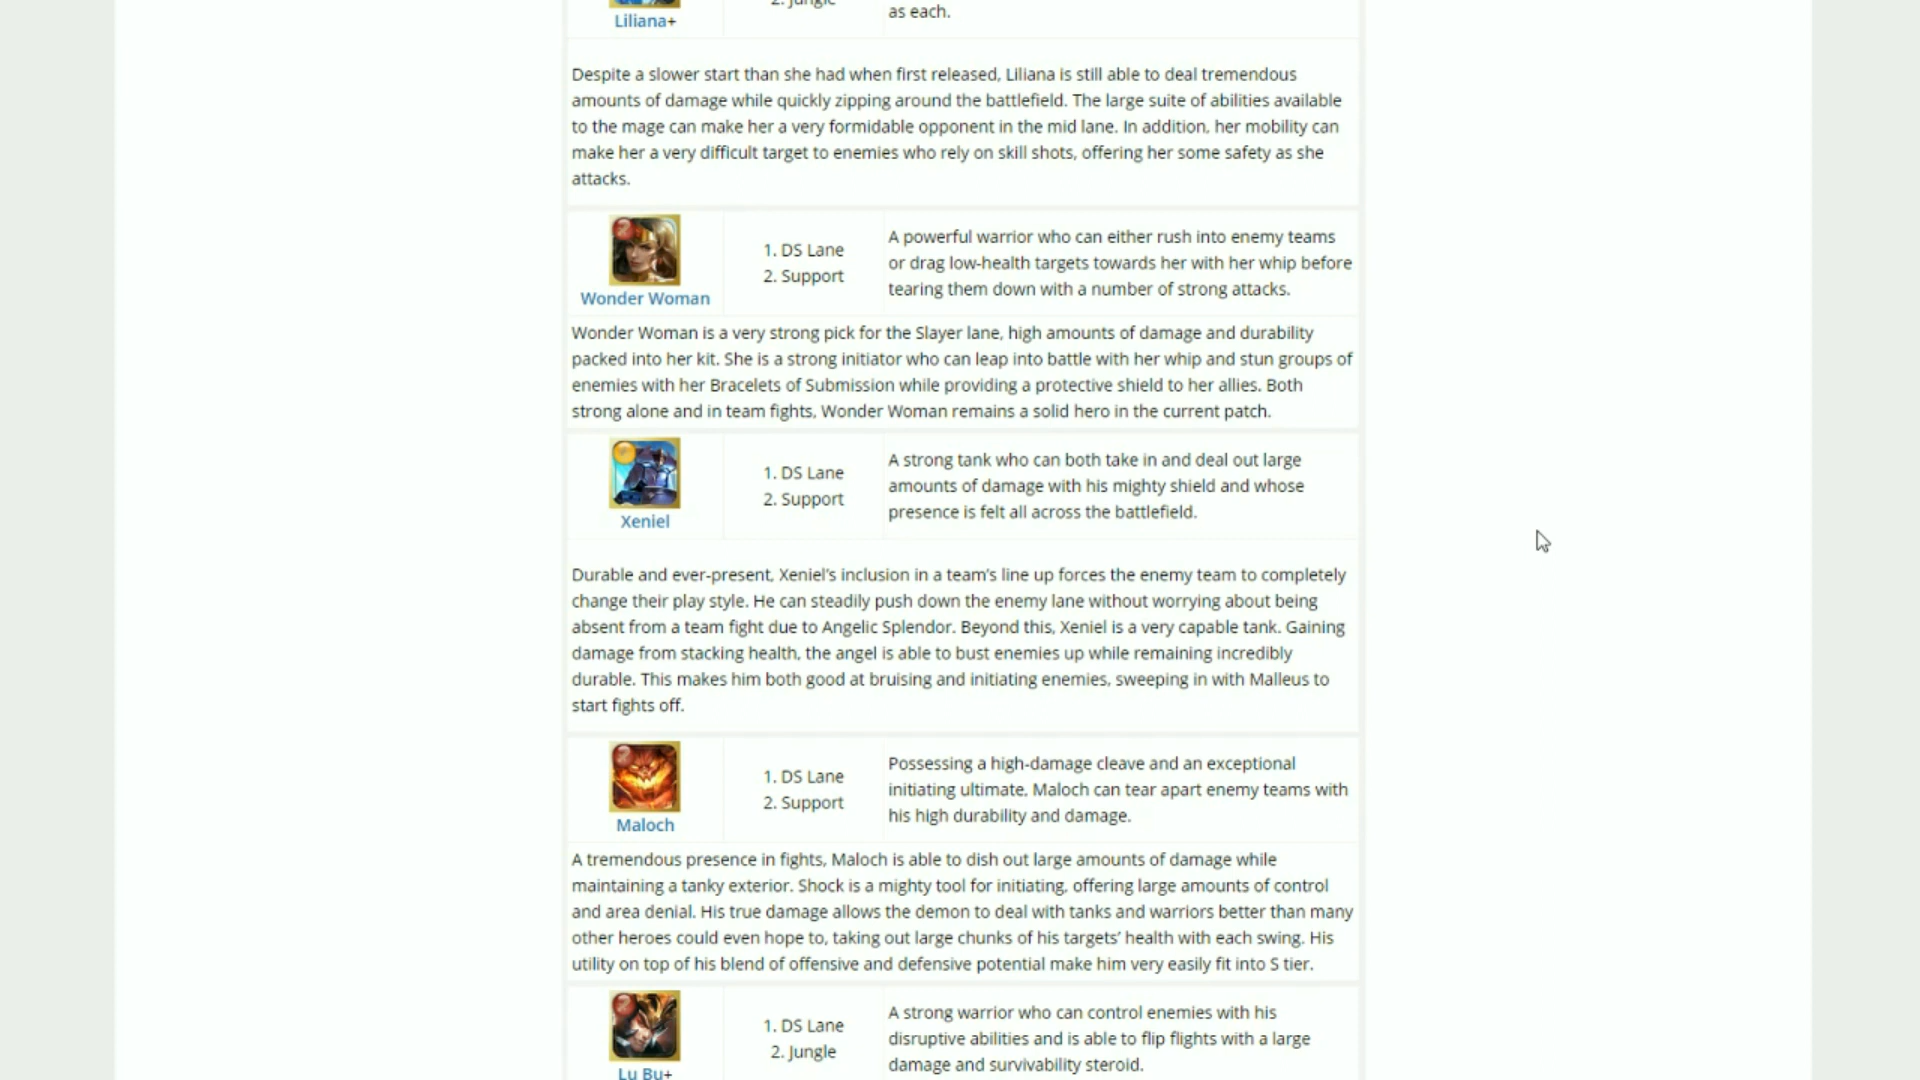 2. Jungle
as each.
Liliana+
Despite a slower start than she had when first released, Liliana is still able to deal tremendous
amounts of damage while quickly zipping around the battlefield. The large suite of abilities available
to the mage can make her a very formidable opponent in the mid lane. In addition, her mobility can
make her a very difficult target to enemies who rely on skill shots, offering her some safety as she
attacks.
Wonder Woman
1. DS Lane
2. Support
A powerful warrior who can either rush into enemy teams
or drag low-health targets towards her with her whip before
tearing them down with a number of strong attacks.
Wonder Woman is a very strong pick for the Slayer lane, high amounts of damage and durability
packed into her kit. She is a strong initiator who can leap into battle with her whip and stun groups of
enemies with her Bracelets of Submission while providing a protective shield to her allies. Both
strong alone and in team fights, Wonder Woman remains a solid hero in the current patch.
Xeniel
1. DS Lane
2. Support
A strong tank who can both take in and deal out large
amounts of damage with his mighty shield and whose
presence is felt all across the battlefield.
Durable and ever-present, Xeniel's inclusion in a team's line up forces the enemy team to completely
change their play style. He can steadily push down the enemy lane without worrying about being
absent from a team fight due to Angelic Splendor. Beyond this, Xeniel is a very capable tank. Gaining
damage from stacking health, the angel is able to bust enemies up while remaining incredibly
durable. This makes him both good at bruising and initiating enemies, sweeping in with Malleus to
start fights off.
Maloch
1. DS Lane
2. Support
Possessing a high-damage cleave and an exceptional
initiating ultimate, Maloch can tear apart enemy teams with
his high durability and damage.
A tremendous presence in fights, Maloch is able to dish out large amounts of damage while
maintaining a tanky exterior. Shock is a mighty tool for initiating, offering large amounts of control
and area denial. His true damage allows the demon to deal with tanks and warriors better than many
other heroes could even hope to, taking out large chunks of his targets' health with each swing. His
utility on top of his blend of offensive and defensive potential make him very easily fit into S tier.
Lu Bu+
1. DS Lane
2. Jungle
A strong warrior who can control enemies with his
disruptive abilities and is able to flip flights with a large
damage and survivability steroid.